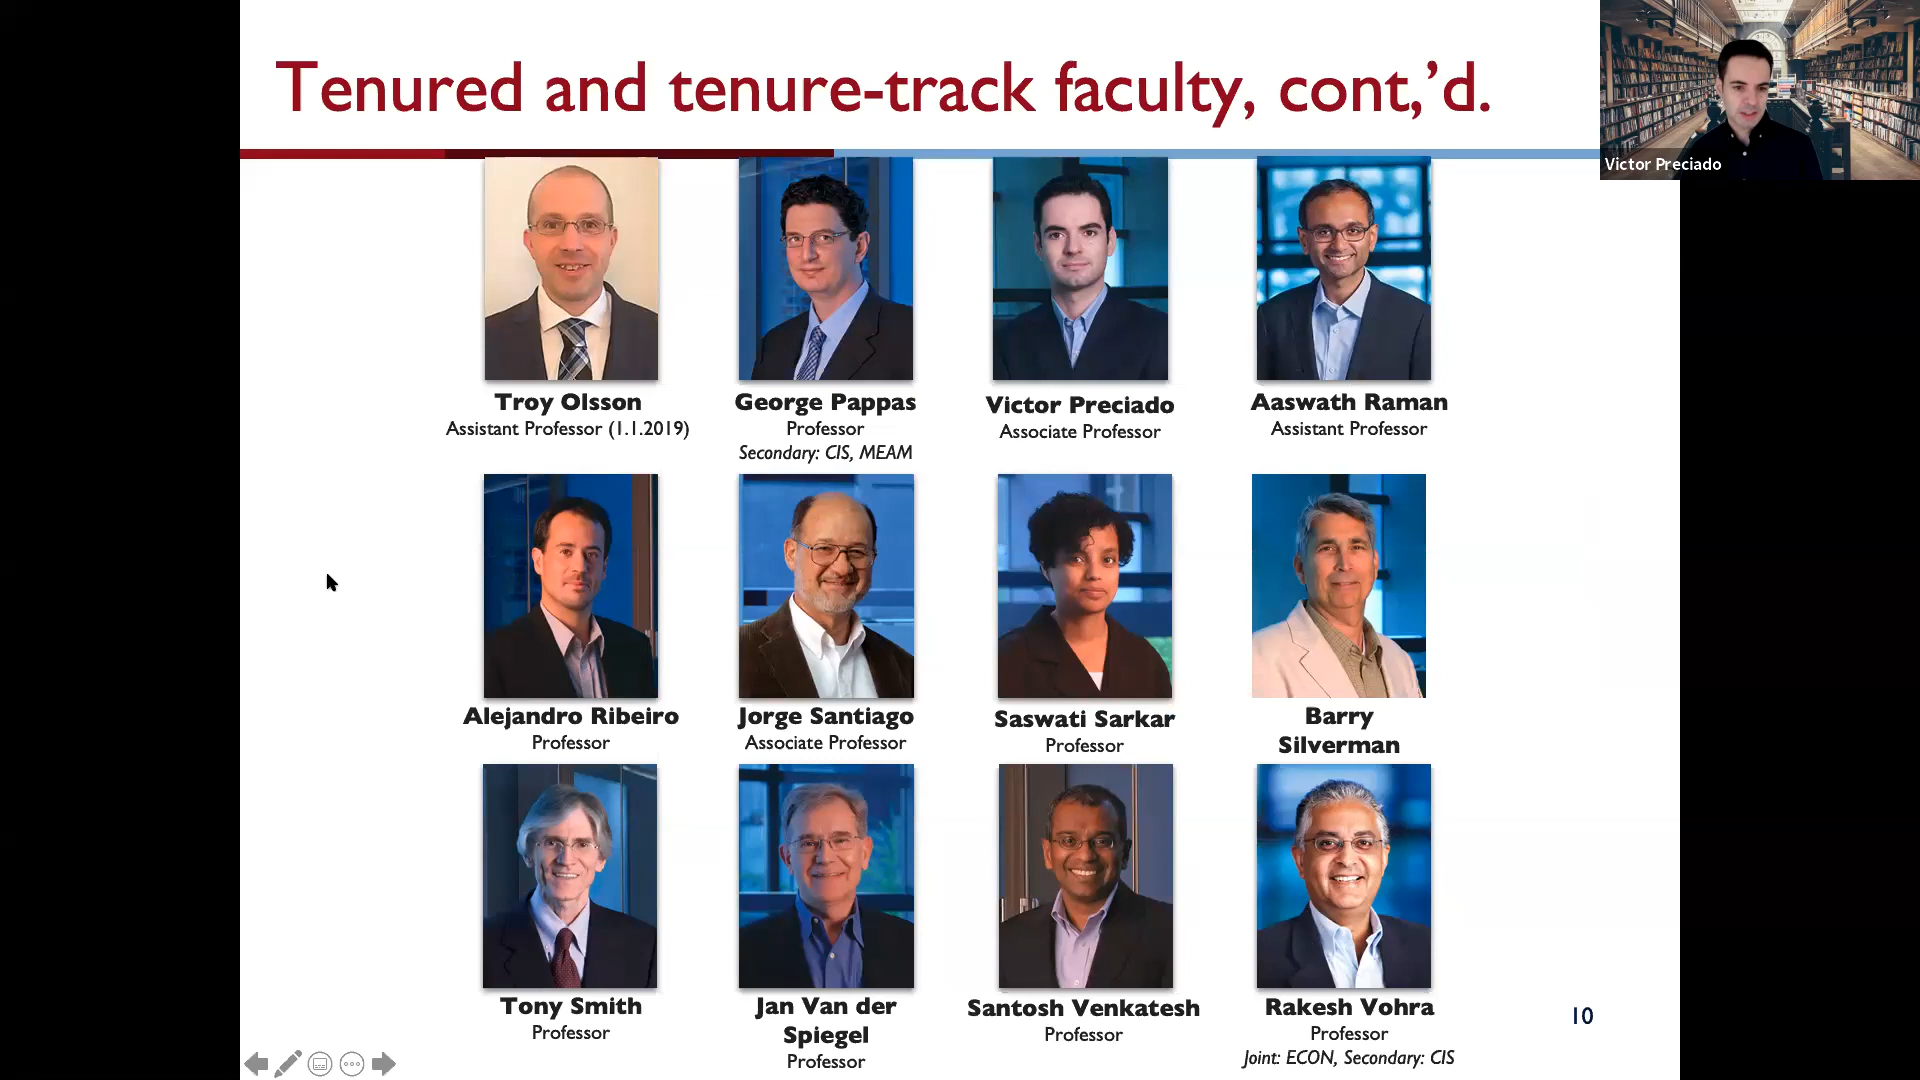 Tenured and tenure-track faculty, cont,’d.
Victor Preciado
Troy Olsson
Assistant Professor (1.1.2019)
George Pappas
Professor
Secondary: CIS, MEAM
Victor Preciado
Associate Professor
Aaswath Raman
Assistant Professor
Alejandro Ribeiro
Professor
Jorge Santiago
Associate Professor
Saswati Sarkar
Professor
Barry
Silverman
Tony Smith
Professor
Jan Van der
Spiegel
Professor
Santosh Venkatesh
Professor
Rakesh Vohra
Professor
Joint: ECON, Secondary: CIS
10